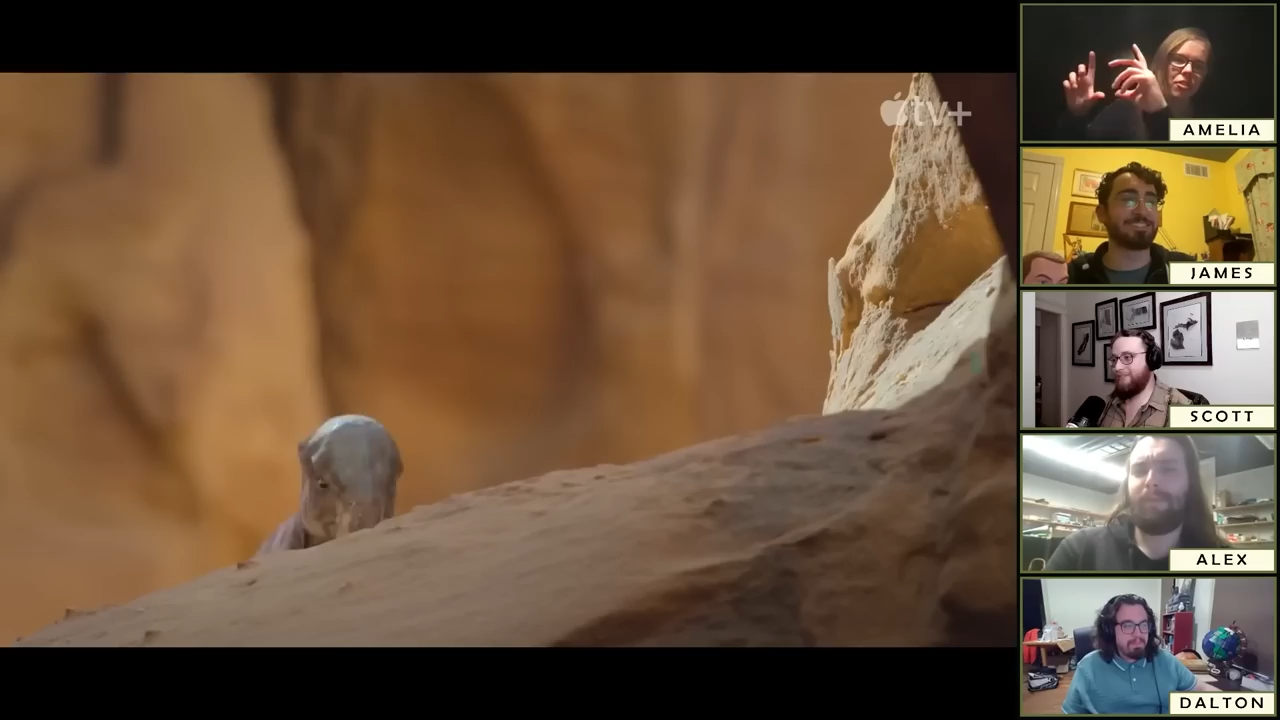 tv+
AMELIA
JAMES
SCOTT
ALEX
DALTON